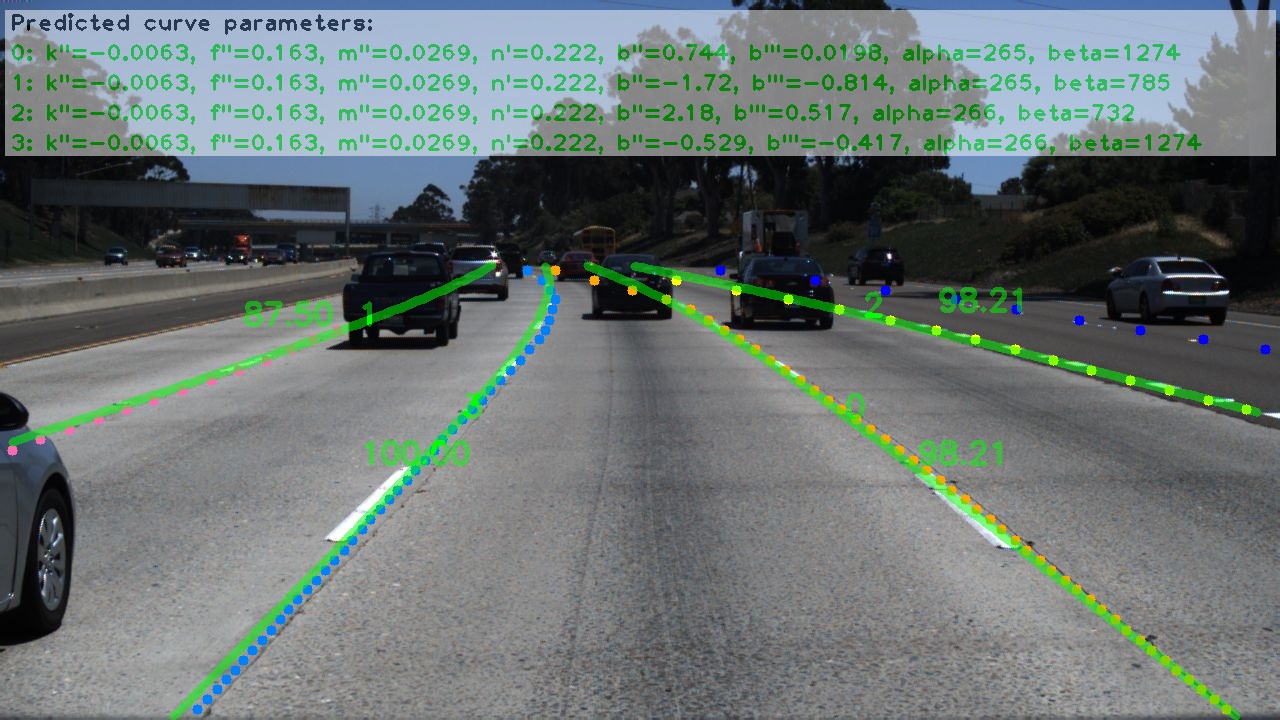 Predicted curve parameters:
0: k"=-0.0063, f"=0.163, m"=0.0269, n'=0.222, b"=0.744, b'''=0.0198, alpha=265, beta=1274
1: k"=-0.0063, f"=0.163, m"=0.0269, n'=0.222, b"=-1.72, b'''=-0.814, alpha=265, beta=785
2: k"=-0.0063, f"=0.163, m"=0.0269, n'=0.222, b"=2.18, b'''=0.517, alpha=266, beta=732
3: k"=-0.0063, f"=0.163, m"=0.0269, n'=0.222, b"=-0.529, b'''=-0.417, alpha=266, beta=1274
87.50 1
2 98.21
0
100.00
98.21